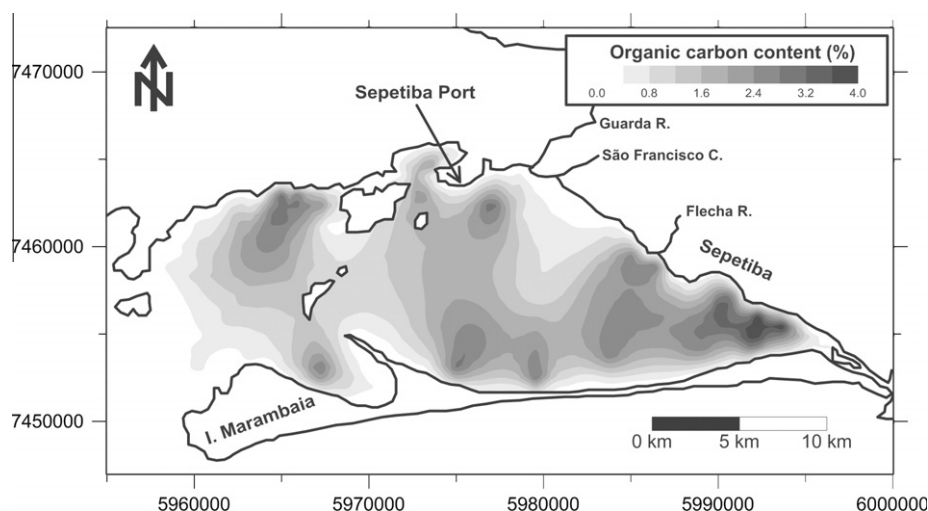 7470000
7460000
7450000
N
Organic carbon content (%)
0.0 0.8 1.6 2.4 3.2 4.0
Sepetiba Port
Guarda R.
São Francisco C.
Flecha R.
Sepetiba
I. Marambaia
0 km 5 km 10 km
5960000 5970000 5980000 5990000 6000000